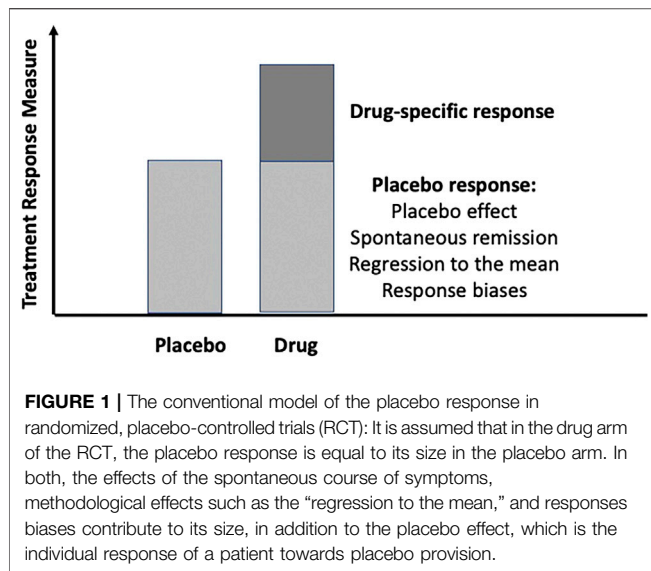 Treatment Response Measure
Drug-specific response
Placebo response:
Placebo effect
Spontaneous remission
Regression to the mean
Response biases
Placebo
Drug
FIGURE 1 | The conventional model of the placebo response in
randomized, placebo-controlled trials (RCT): It is assumed that in the drug arm
of the RCT, the placebo response is equal to its size in the placebo arm. In
both, the effects of the spontaneous course of symptoms,
methodological effects such as the “regression to the mean,” and responses
biases contribute to its size, in addition to the placebo effect, which is the
individual response of a patient towards placebo provision.